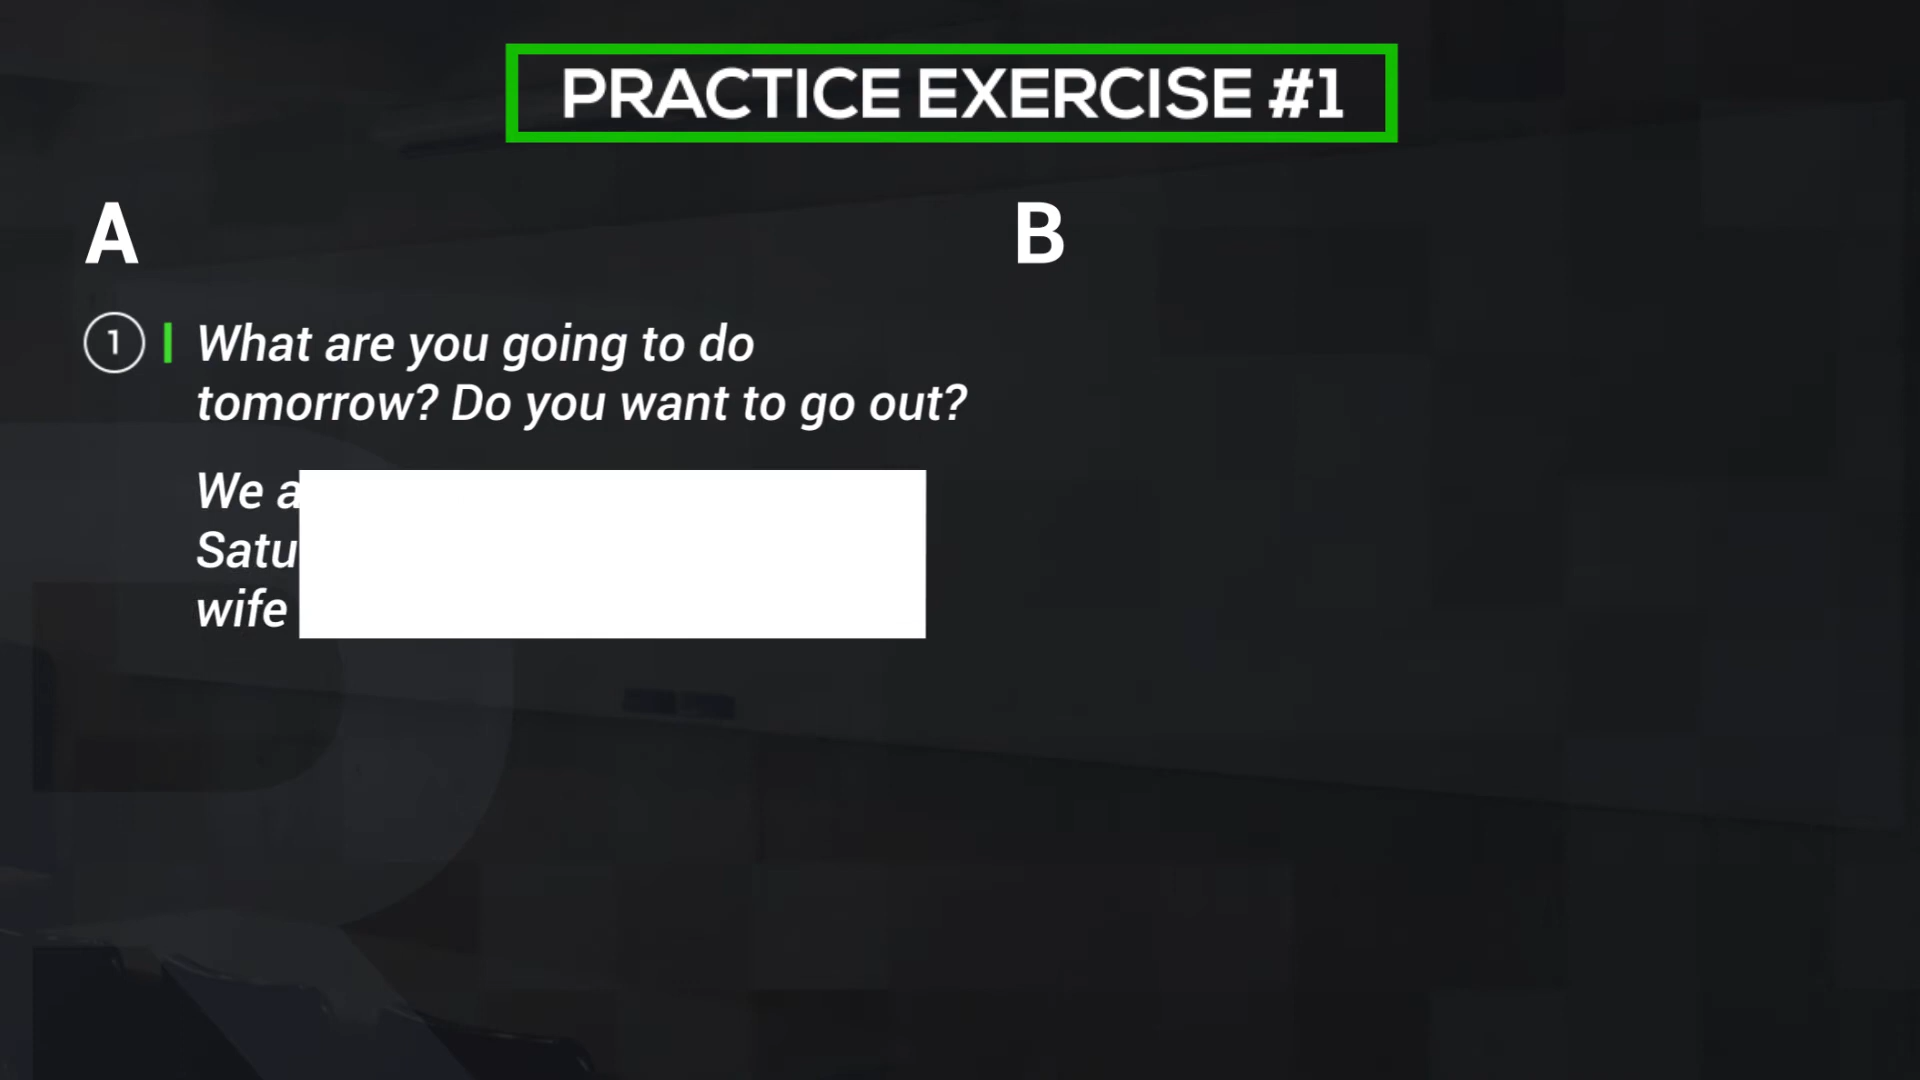 PRACTICE EXERCISE #1
A
1 What are you going to do
tomorrow? Do you want to go out?
We
wife
B